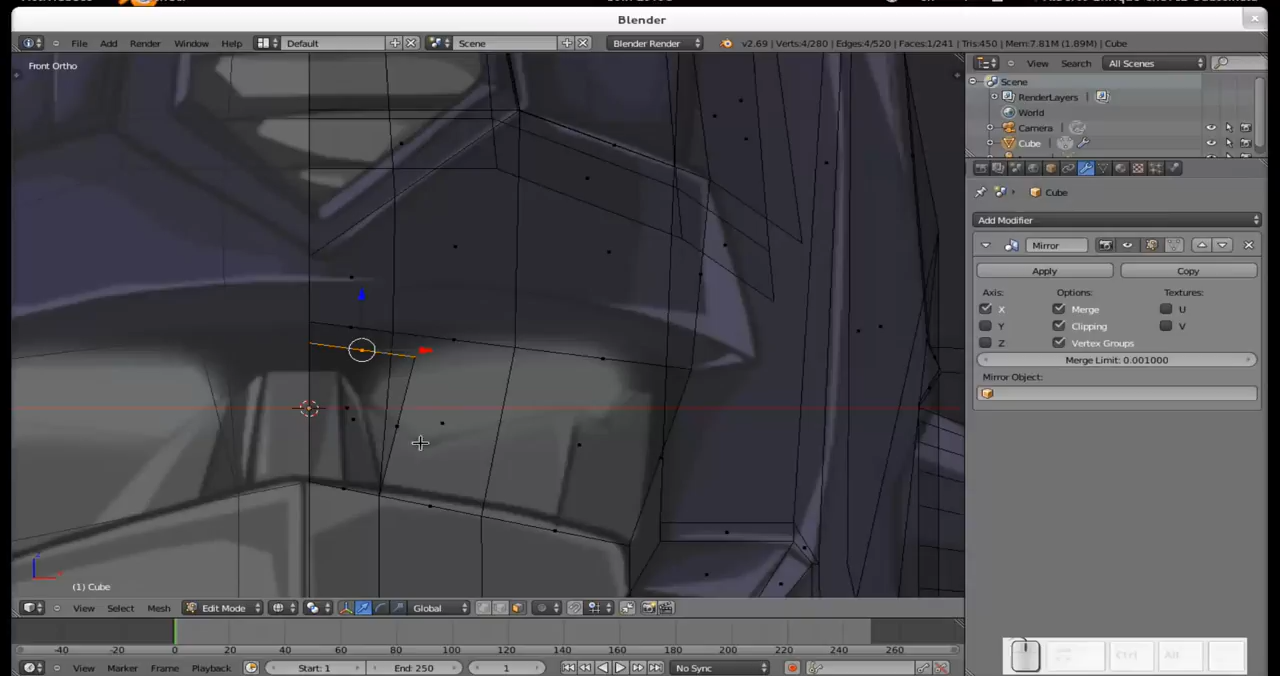 Blender
File Add Render Window Help Default Scene Blender Render v2.69 | Verts:4/280 | Edges:4/520 | Faces:1/241 | Tris:450 | Mem:7.81M (1.89M) | Cube
Front Ortho
View Search All Scenes
Scene
RenderLayers
World
Camera
Cube
Cube
Add Modifier
Mirror
Apply Copy
Axis: Options: Textures:
X Merge U
Y Clipping V
Z Vertex Groups
Merge Limit: 0.001000
Mirror Object:
(1) Cube
View Select Mesh Edit Mode Global
-40 -20 0 20 40 60 80 100 120 140 160 180 200 220 240 260
View Marker Frame Playback Start: 1 End: 250 1 No Sync
Ctrl Alt